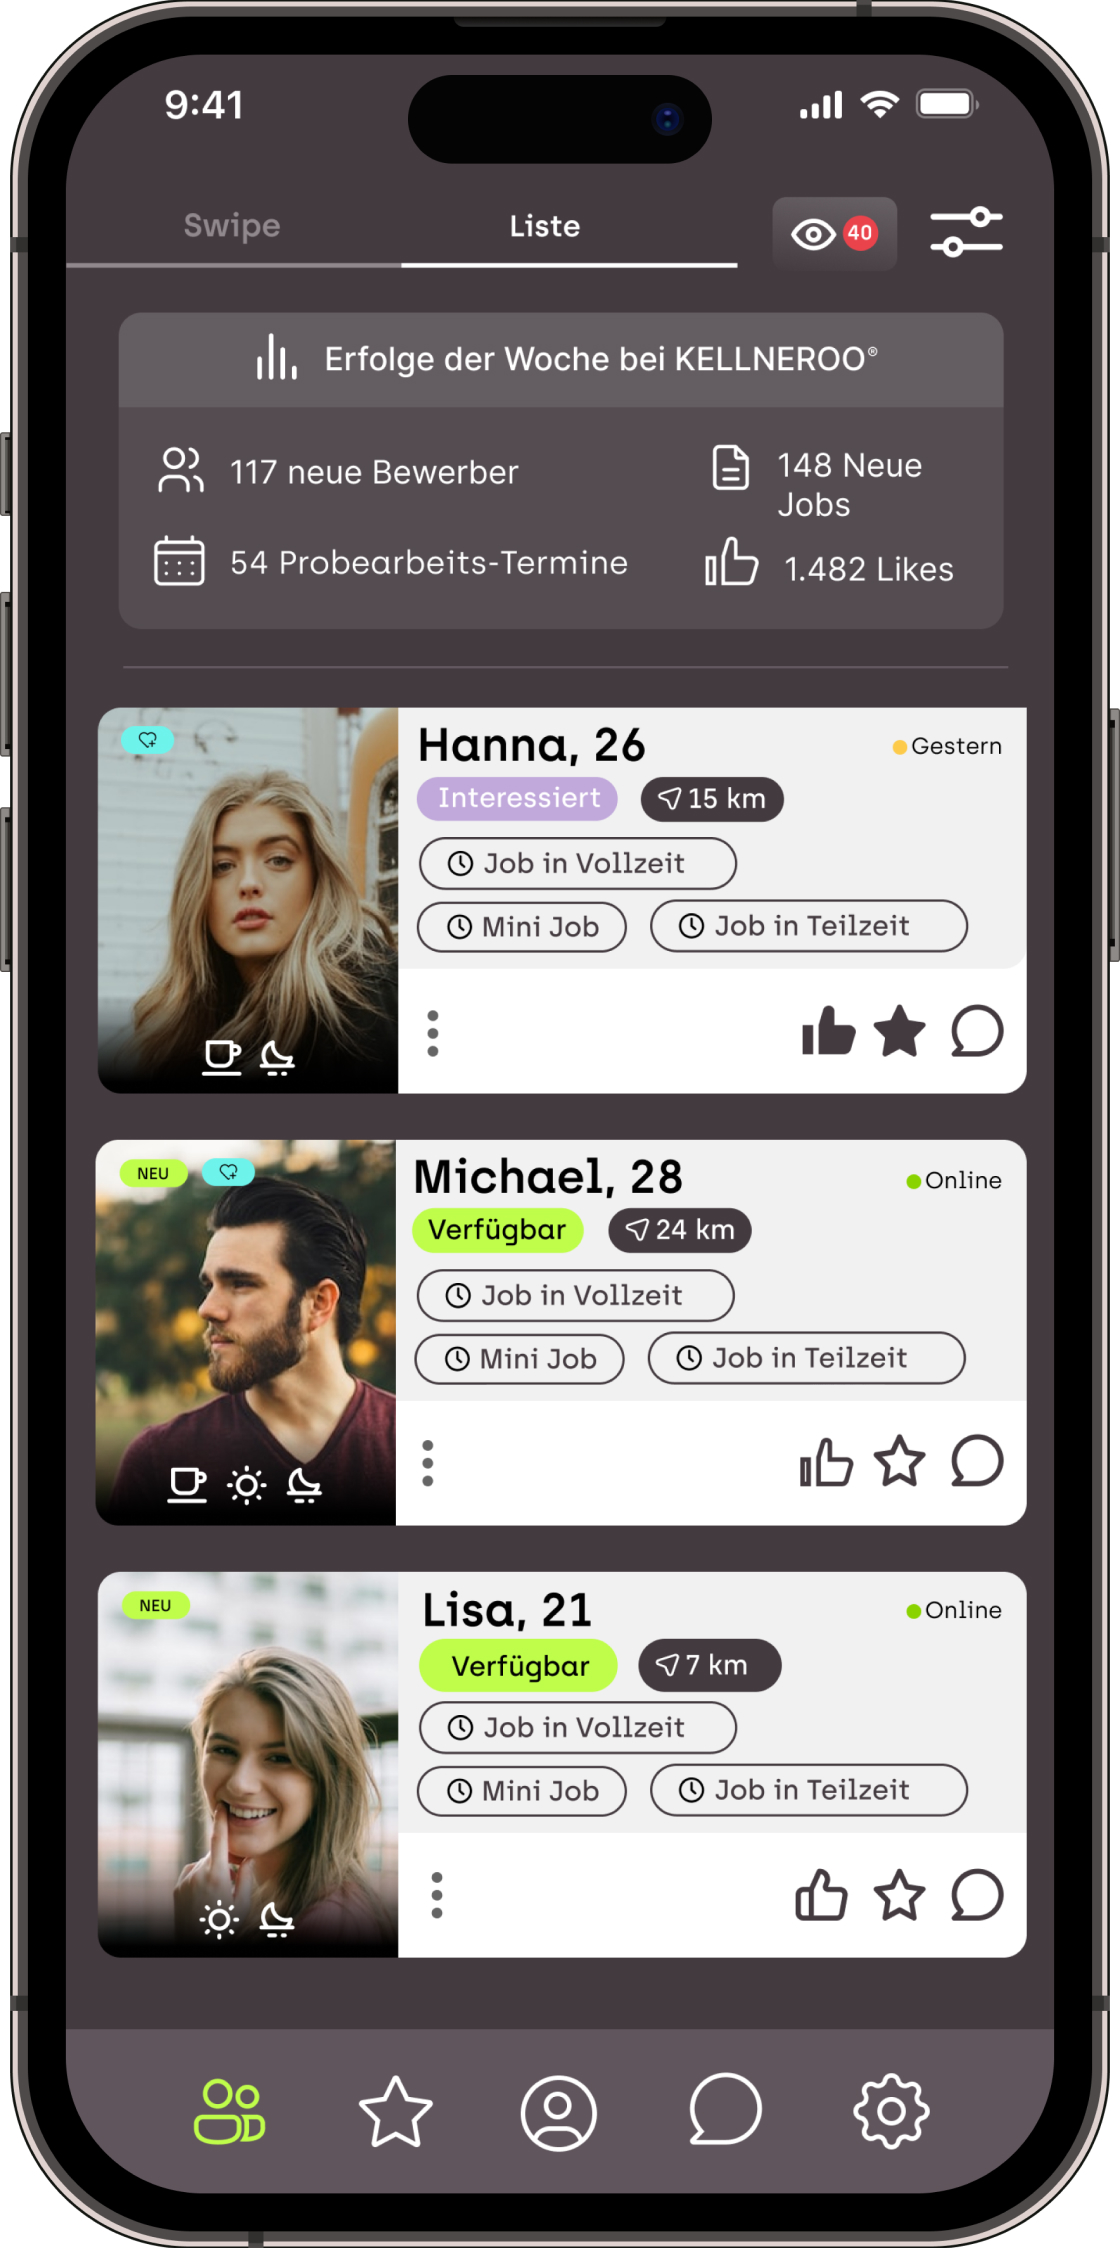 9:41
Swipe
Liste
40
Erfolge der Woche bei KELLNEROO®
117 neue Bewerber
148 Neue
Jobs
54 Probearbeits-Termine
1.482 Likes
Hanna, 26
Gestern
Interessiert
15 km
Job in Vollzeit
Mini Job
Job in Teilzeit
NEU
Michael, 28
Online
Verfügbar
24 km
Job in Vollzeit
Mini Job
Job in Teilzeit
NEU
Lisa, 21
Online
Verfügbar
7 km
Job in Vollzeit
Mini Job
Job in Teilzeit